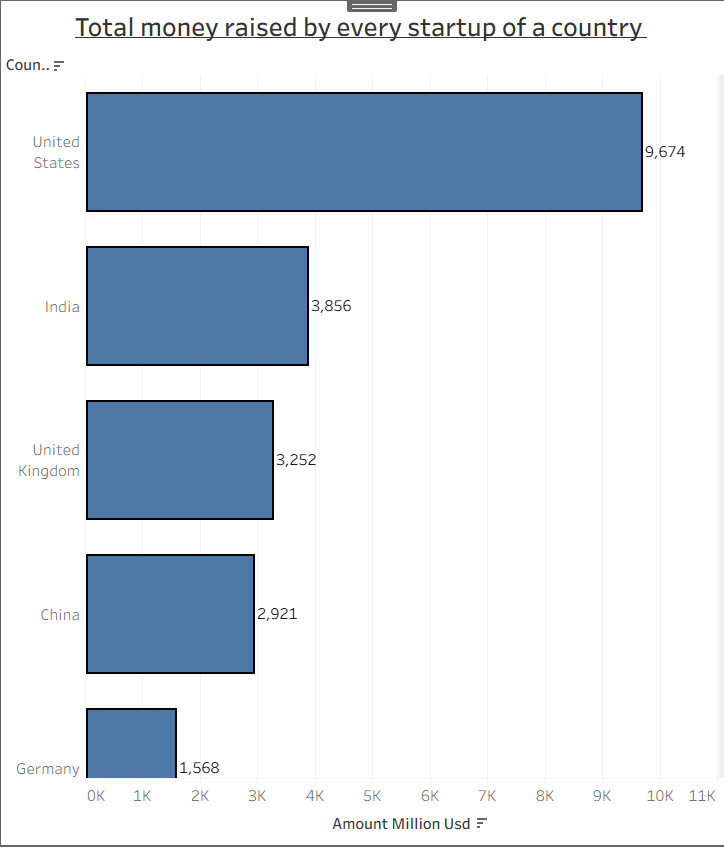 Total money raised by every startup of a country
Coun..
United
States
9,674
India
3,856
United
Kingdom
3,252
China
2,921
Germany
1,568
0K 1K 2K 3K 4K 5K 6K 7K 8K 9K 10K 11K
Amount Million Usd